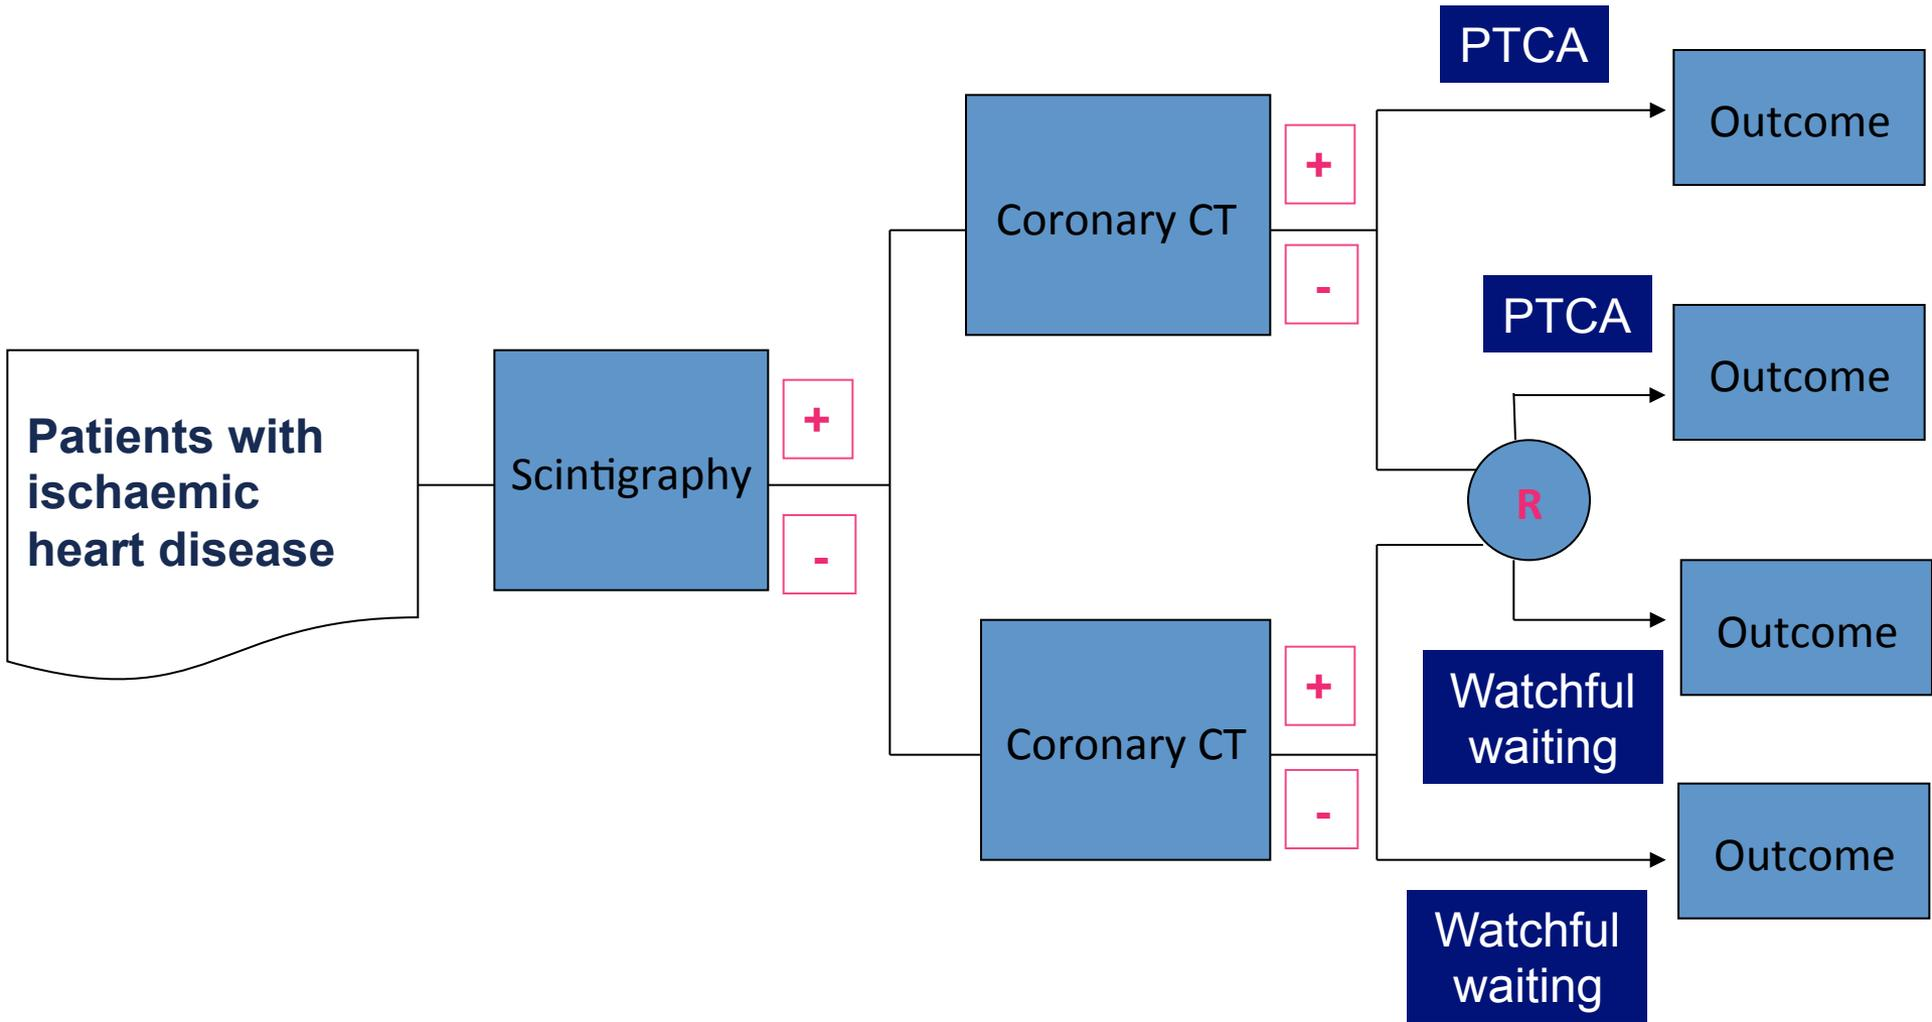 Patients with
ischaemic
heart disease
Scintigraphy
+
-
Coronary CT
+
-
Coronary CT
+
-
PTCA
Outcome
PTCA
Outcome
R
Watchful
waiting
Outcome
Watchful
waiting
Outcome